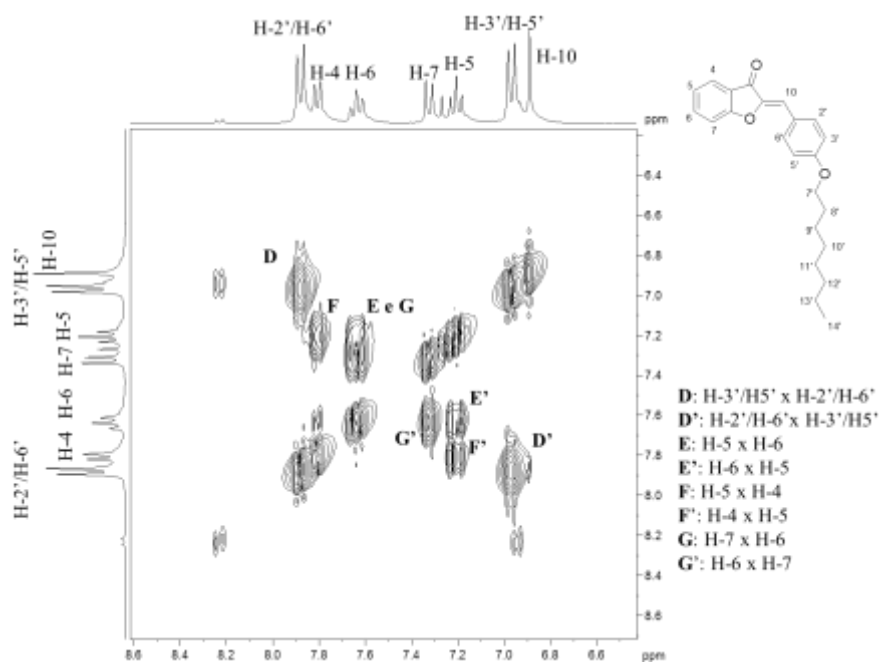 H-2'/H-6'
H-4
H-6
H-7
H-5
H-3'/H-5'
H-10
ppm
H-10
H-3'/H-5'
H-5
H-7
H-6
H-4
H-2'/H-6'
6.4
6.6
6.8
7.0
7.2
7.4
7.6
7.8
8.0
8.2
8.4
8.6
8.6 8.4 8.2 8.0 7.8 7.6 7.4 7.2 7.0 6.8 6.6 ppm
D
F
E e G
E'
G'
F'
D'
O
4
5
6
7
O
10
2'
3'
6'
5'
O
7'
8'
9'
10'
11'
12'
13'
14'
D: H-3'/H5' x H-2'/H-6'
D': H-2'/H-6'x H-3'/H5'
E: H-5 x H-6
E': H-6 x H-5
F: H-5 x H-4
F': H-4 x H-5
G: H-7 x H-6
G': H-6 x H-7